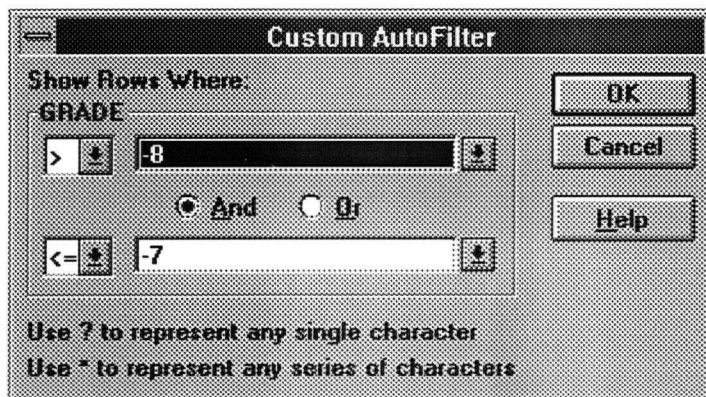 Custom AutoFilter
Show Rows Where:
GRADE
OK
> -8
Cancel
And Or
Help
<= -7
Use ? to represent any single character
Use * to represent any series of characters